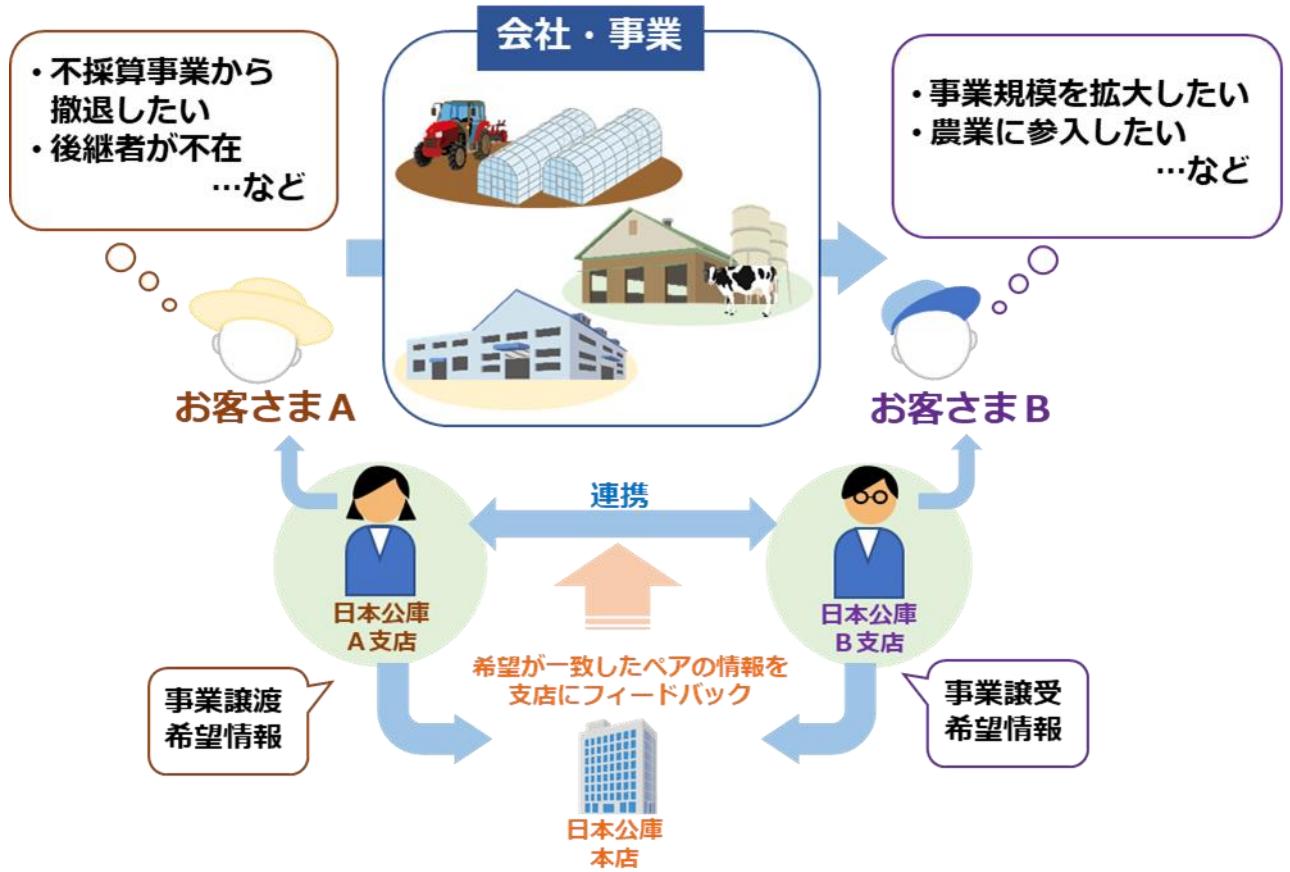 会社・事業
・不採算事業から
撤退したい
・後継者が不在
…など
・事業規模を拡大したい
・農業に参入したい
…など
お客さまA
お客さまB
連携
日本公庫
A支店
日本公庫
B支店
希望が一致したペアの情報を
支店にフィードバック
事業譲渡
希望情報
事業譲受
希望情報
日本公庫
本店